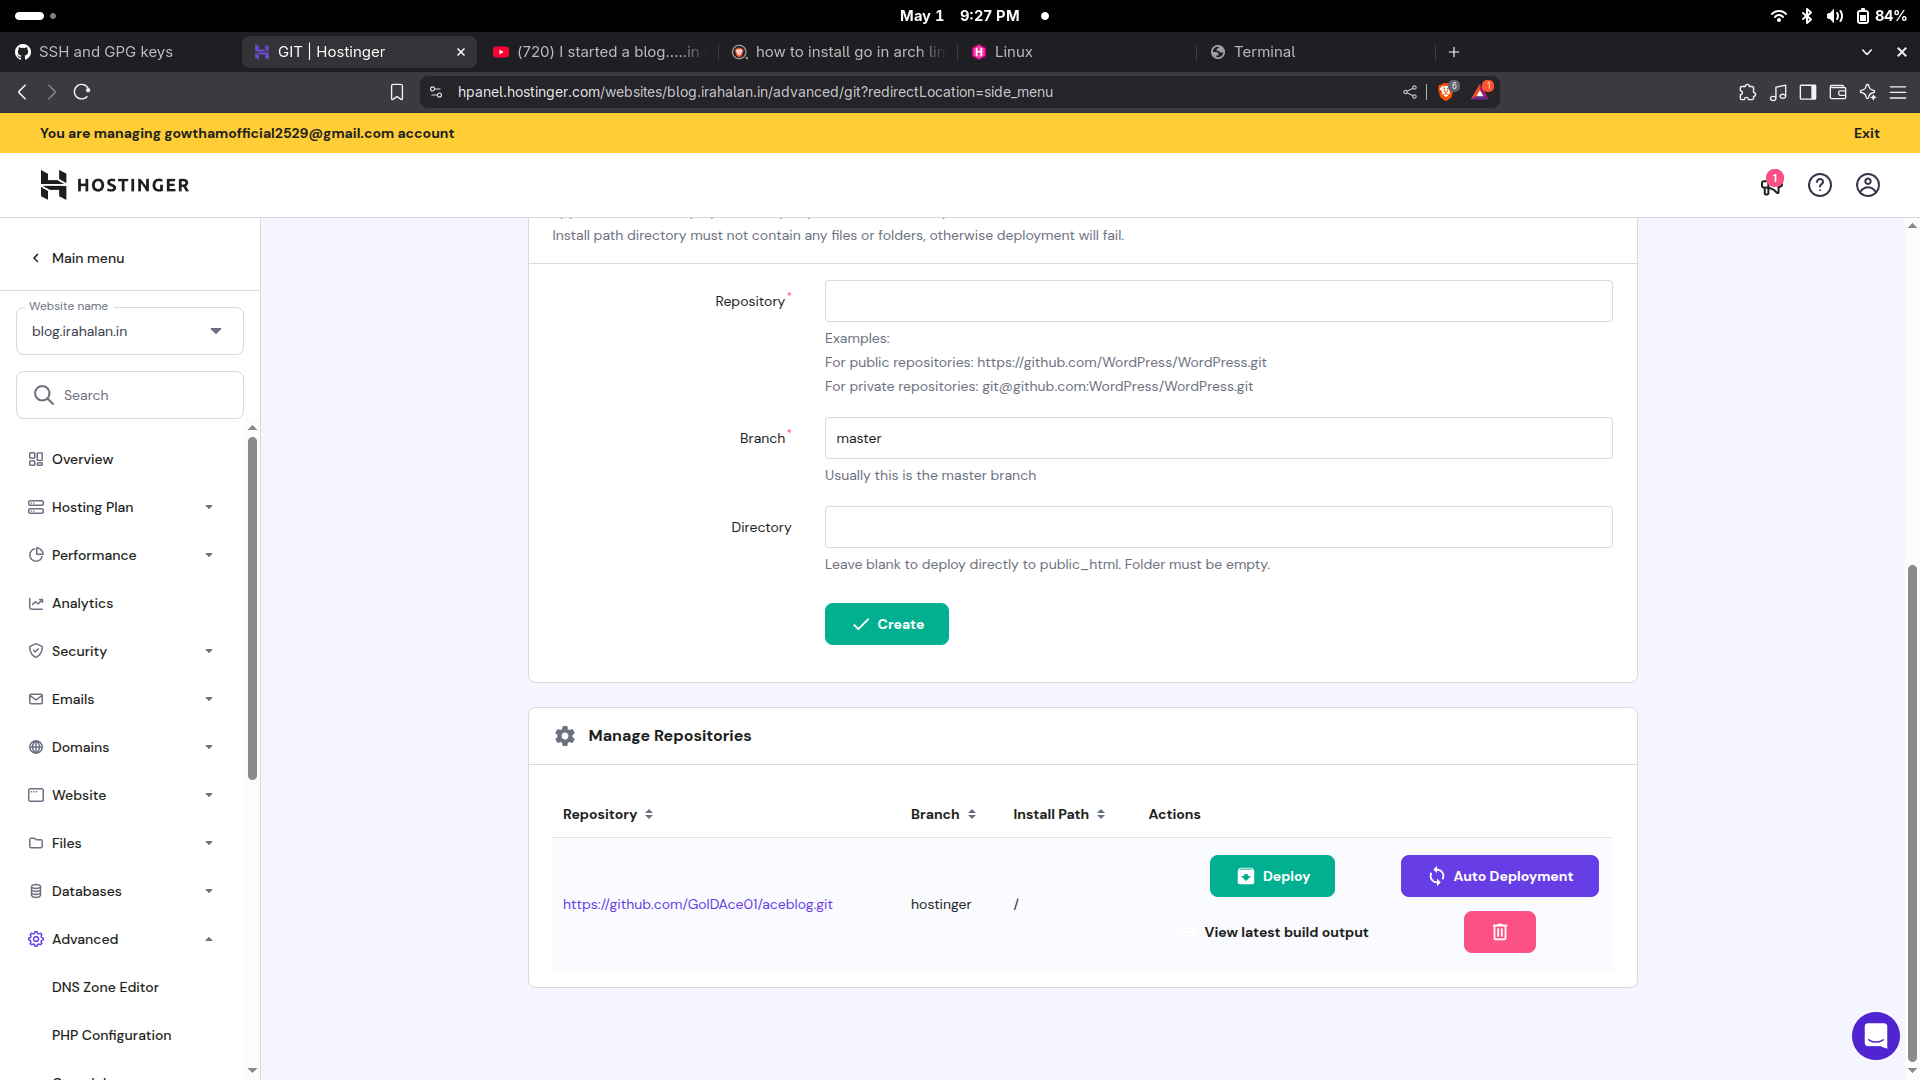 May 1 9:27 PM
84%
SSH and GPG keys
GIT | Hostinger
(720) I started a blog.....in
how to install go in arch lin
Linux
Terminal
hpanel.hostinger.com/websites/blog.irahalan.in/advanced/git?redirectLocation=side_menu
6
1
You are managing gowthamofficial2529@gmail.com account
Exit
HOSTINGER
1
Main menu
Website name
blog.irahalan.in
Search
Overview
Hosting Plan
Performance
Analytics
Security
Emails
Domains
Website
Files
Databases
Advanced
DNS Zone Editor
PHP Configuration
Install path directory must not contain any files or folders, otherwise deployment will fail.
Repository*
Examples:
For public repositories: https://github.com/WordPress/WordPress.git
For private repositories: git@github.com:WordPress/WordPress.git
Branch*
master
Usually this is the master branch
Directory
Leave blank to deploy directly to public_html. Folder must be empty.
Create
Manage Repositories
Repository Branch Install Path Actions
https://github.com/GolDAce01/aceblog.git hostinger /
Deploy
Auto Deployment
View latest build output